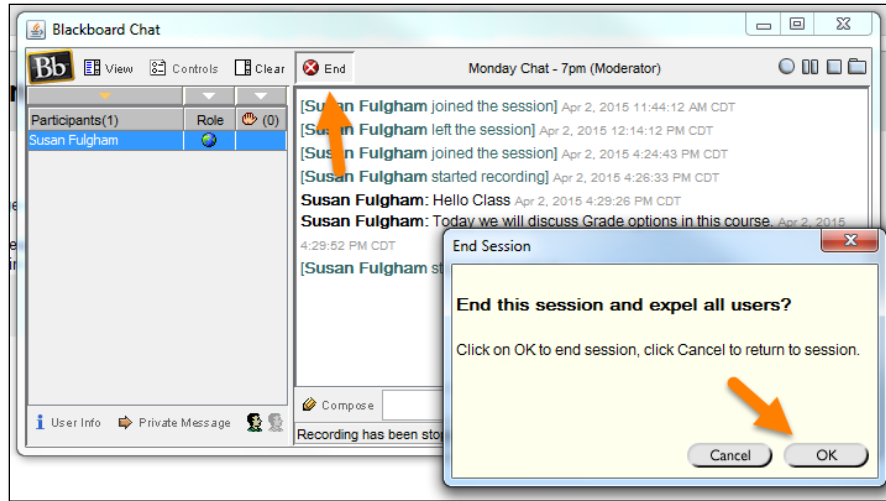 Blackboard Chat
Bb View Controls Clear End Monday Chat - 7pm (Moderator)
Participants(1) Role (0)
Susan Fulgham
[Susan Fulgham joined the session] Apr 2, 2015 11:44:12 AM CDT
[Susan Fulgham left the session] Apr 2, 2015 12:14:12 PM CDT
[Susan Fulgham joined the session] Apr 2, 2015 4:24:43 PM CDT
[Susan Fulgham started recording] Apr 2, 2015 4:26:33 PM CDT
Susan Fulgham: Hello Class Apr 2, 2015 4:29:26 PM CDT
Susan Fulgham: Today we will discuss Grade options in this course. Apr 2, 2015
4:29:52 PM CDT
[Susan Fulgham
End Session
End this session and expel all users?
Click on OK to end session, click Cancel to return to session.
Cancel OK
Compose
User Info Private Message
Recording has been